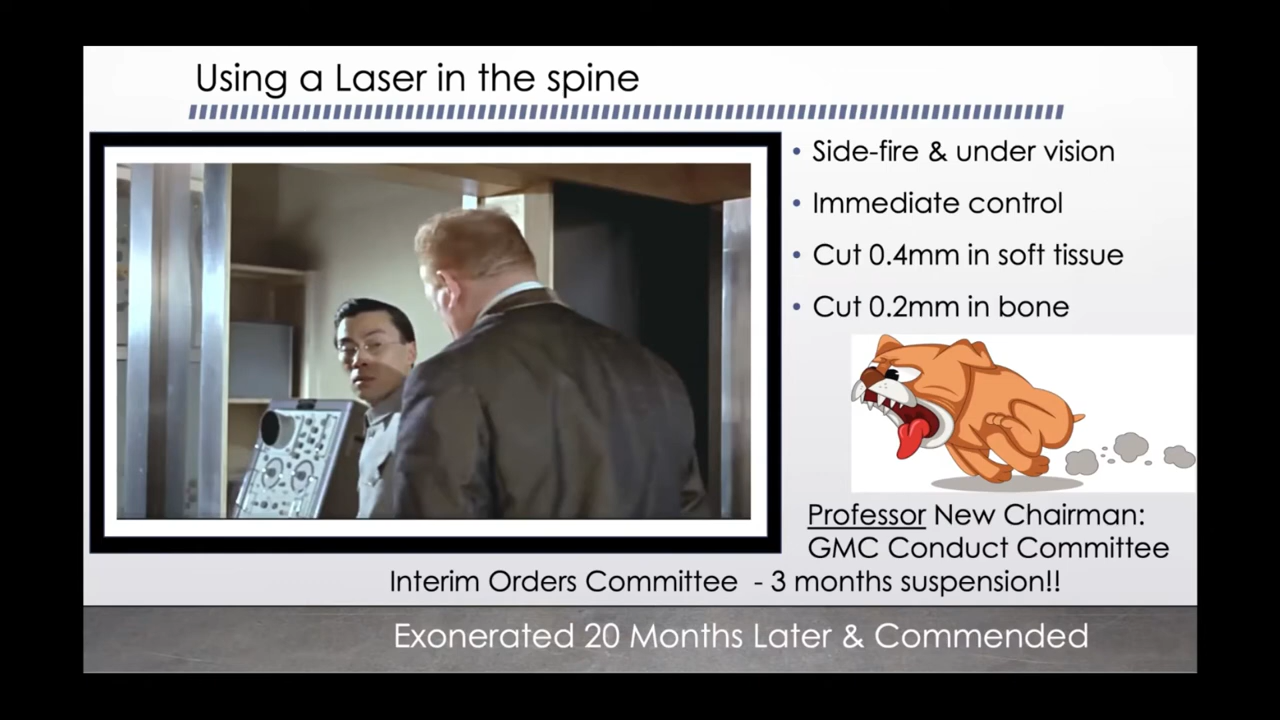 Using a Laser in the spine
• Side-fire & under vision
• Immediate control
• Cut 0.4mm in soft tissue
• Cut 0.2mm in bone
Professor New Chairman:
GMC Conduct Committee
Interim Orders Committee - 3 months suspension!!
Exonerated 20 Months Later & Commended